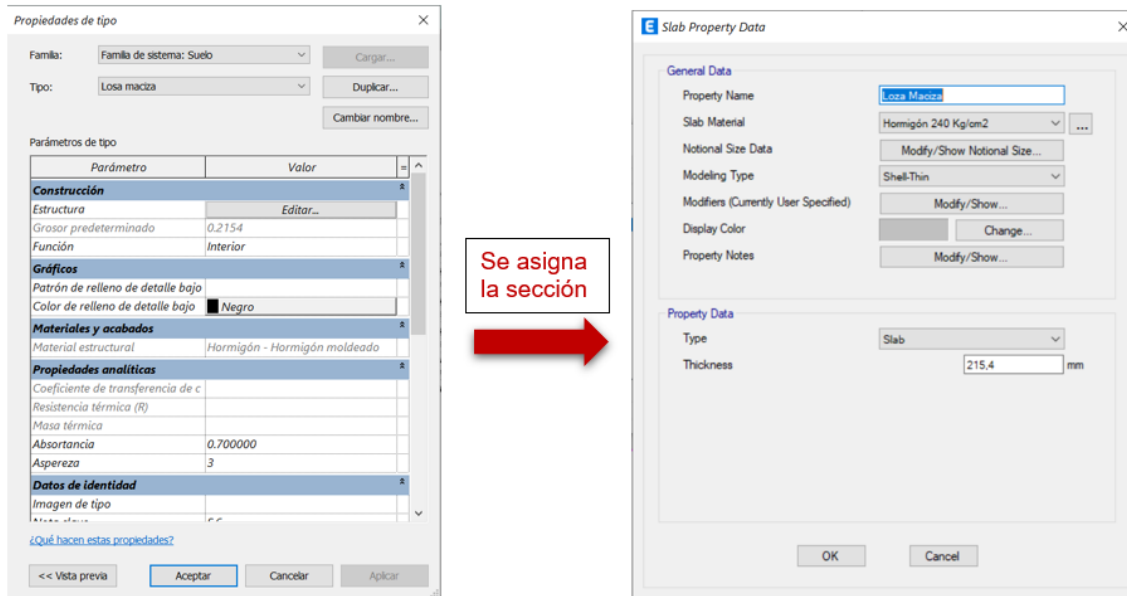 Propiedades de tipo
Familia: Familia de sistema: Suelo Cargar...
Tipo: Losa maciza Duplicar...
Cambiar nombre...
Parámetros de tipo
Parámetro Valor =
Construcción
Estructura Editar...
Grosor predeterminado 0.2154
Función Interior
Gráficos
Patrón de relleno de detalle bajo
Color de relleno de detalle bajo Negro
Materiales y acabados
Material estructural Hormigón - Hormigón moldeado
Propiedades analíticas
Coeficiente de transferencia de c
Resistencia térmica (R)
Masa térmica
Absortancia 0.700000
Aspereza 3
Datos de identidad
Imagen de tipo
¿Qué hacen estas propiedades?
<< Vista previa Aceptar Cancelar Aplicar
Se asigna
la sección
E Slab Property Data
General Data
Property Name Loza Maciza
Slab Material Hormigón 240 Kg/cm2 ...
Notional Size Data Modify/Show Notional Size...
Modeling Type Shell-Thin
Modifiers (Currently User Specified) Modify/Show...
Display Color Change...
Property Notes Modify/Show...
Property Data
Type Slab
Thickness 215,4 mm
OK Cancel